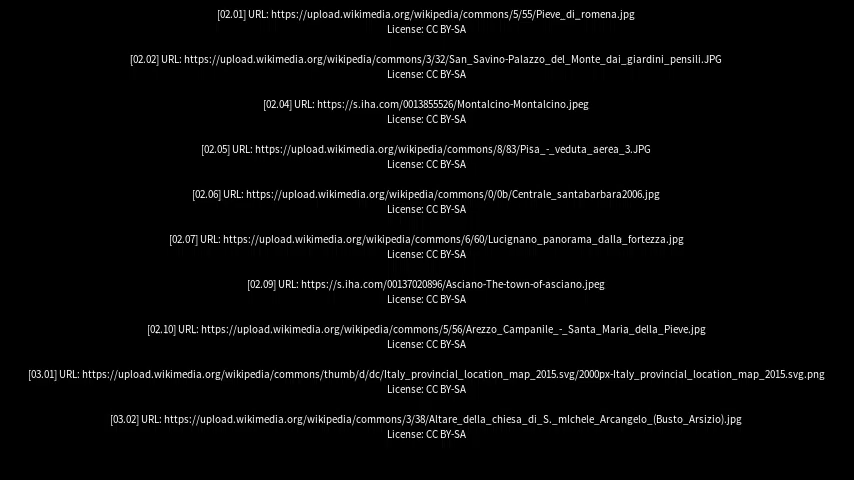 [02.01] URL: https://upload.wikimedia.org/wikipedia/commons/5/55/Pieve_di_romena.jpg
License: CC BY-SA
[02.02] URL: https://upload.wikimedia.org/wikipedia/commons/3/32/San_Savino-Palazzo_del_Monte_dai_giardini_pensili.JPG
License: CC BY-SA
[02.04] URL: https://s.iha.com/0013855526/Montalcino-Montalcino.jpeg
License: CC BY-SA
[02.05] URL: https://upload.wikimedia.org/wikipedia/commons/8/83/Pisa_-_veduta_aerea_3.JPG
License: CC BY-SA
[02.06] URL: https://upload.wikimedia.org/wikipedia/commons/0/0b/Centrale_santabarbara2006.jpg
License: CC BY-SA
[02.07] URL: https://upload.wikimedia.org/wikipedia/commons/6/60/Lucignano_panorama_dalla_fortezza.jpg
License: CC BY-SA
[02.09] URL: https://s.iha.com/00137020896/Asciano-The-town-of-asciano.jpeg
License: CC BY-SA
[02.10] URL: https://upload.wikimedia.org/wikipedia/commons/5/56/Arezzo_Campanile_-_Santa_Maria_della_Pieve.jpg
License: CC BY-SA
[03.01] URL: https://upload.wikimedia.org/wikipedia/commons/thumb/d/dc/Italy_provincial_location_map_2015.svg/2000px-Italy_provincial_location_map_2015.svg.png
License: CC BY-SA
[03.02] URL: https://upload.wikimedia.org/wikipedia/commons/3/38/Altare_della_chiesa_di_S._mIchele_Arcangelo_(Busto_Arsizio).jpg
License: CC BY-SA